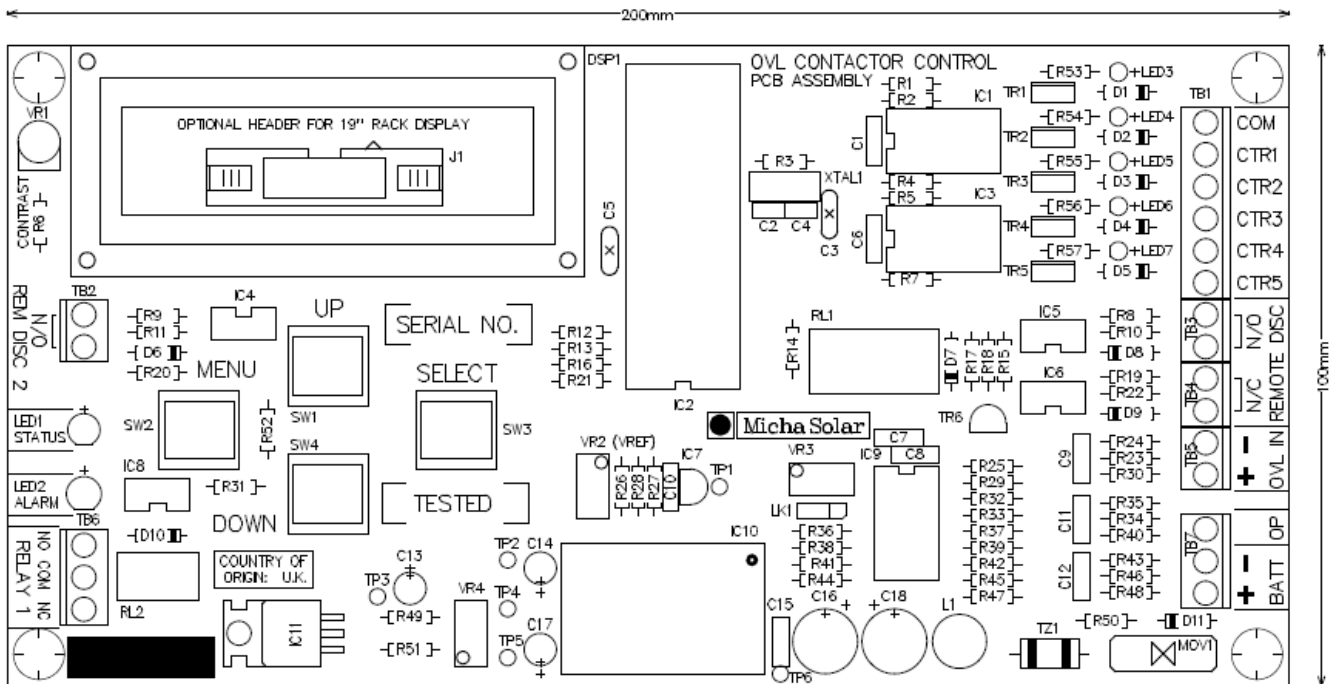 200mm
DSP1
OVL CONTACTOR CONTROL
PCB ASSEMBLY
R53
+LED3
R1
R2
IC1
TR1
D1
TB1
VR1
OPTIONAL HEADER FOR 19" RACK DISPLAY
J1
C1
R54
+LED4
TR2
D2
COM
R3
XTAL1
R55
+LED5
CTR1
R4
R5
IC3
TR3
D3
CTR2
CONTRAST
R6
C5
C2
C4
C3
C6
R56
+LED6
TR4
D4
CTR3
R57
+LED7
CTR4
R7
TR5
D5
CTR5
REM DISC 2
N/O
TB2
R9
R11
D6
R20
IC4
UP
SERIAL NO.
R12
R13
R16
R21
R14
RL1
D7
R17
R18
R15
IC5
R8
R10
D8
TB3
N/O
REMOTE DISC
MENU
SELECT
IC6
R19
R22
D9
TB4
N/C
IC2
SW1
SW2
R52
SW4
SW3
Micha Solar
TR6
LED1
STATUS
+
VR2 (VREF)
IC7
VR3
IC9
C7
C8
C9
R24
R23
R30
TB5
-
+
OVL IN
IC8
R26
R28
R27
C10
TP1
R25
R29
R32
R33
R37
R39
R42
R45
R47
LED2
ALARM
+
R31
TESTED
LK1
C11
R35
R34
R40
DOWN
D10
TB6
NO COM NC
RELAY 1
RL2
COUNTRY OF
ORIGIN: U.K.
TP2
C14
+
IC10
R36
R38
R41
R44
C12
R43
R46
R48
TB7
OP
-
+
BATT
C13
+
TP3
VR4
TP4
IC11
R49
R51
TP5
C17
+
C15
C16
+
C18
+
L1
TP6
TZ1
R50
D11
MOV1
100mm